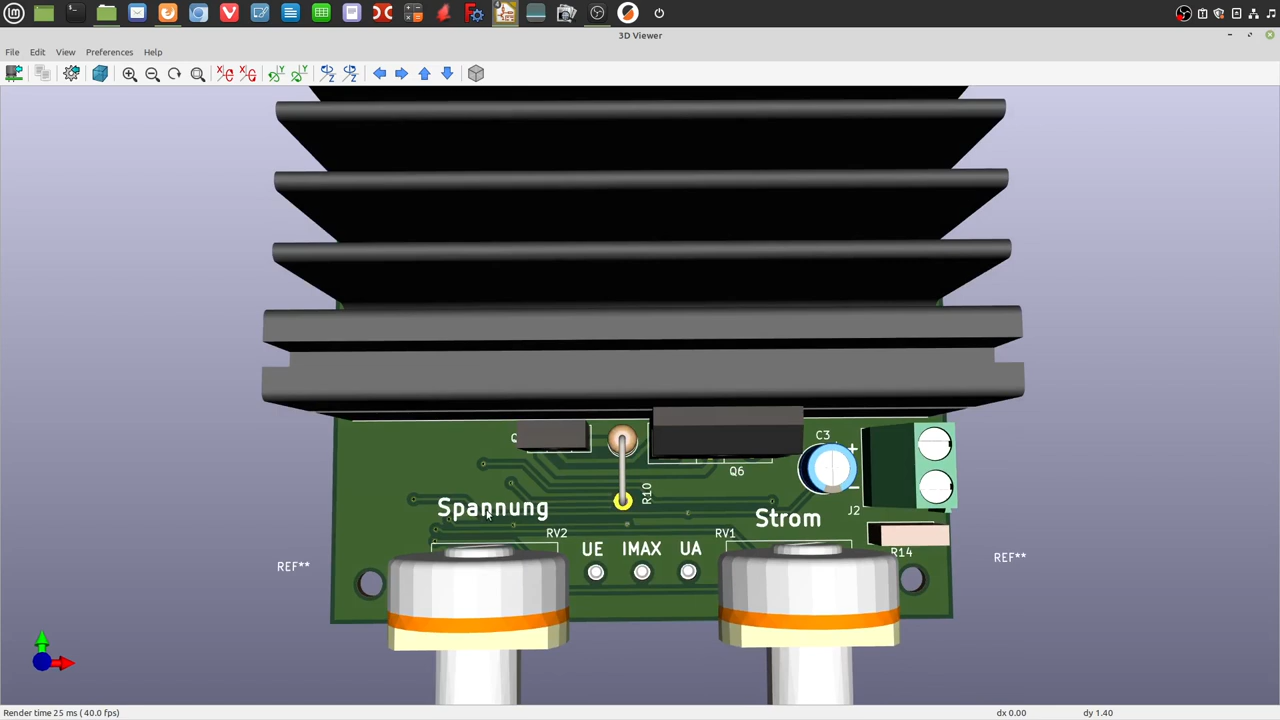 3D Viewer
File Edit View Preferences Help
Q
C3
+
Q6
R10
Spannung
−
J2
Strom
RV2
RV1
UE IMAX UA
R14
REF**
REF**
Render time 25 ms ( 40.0 fps)
dx 0.00
dy 1.40